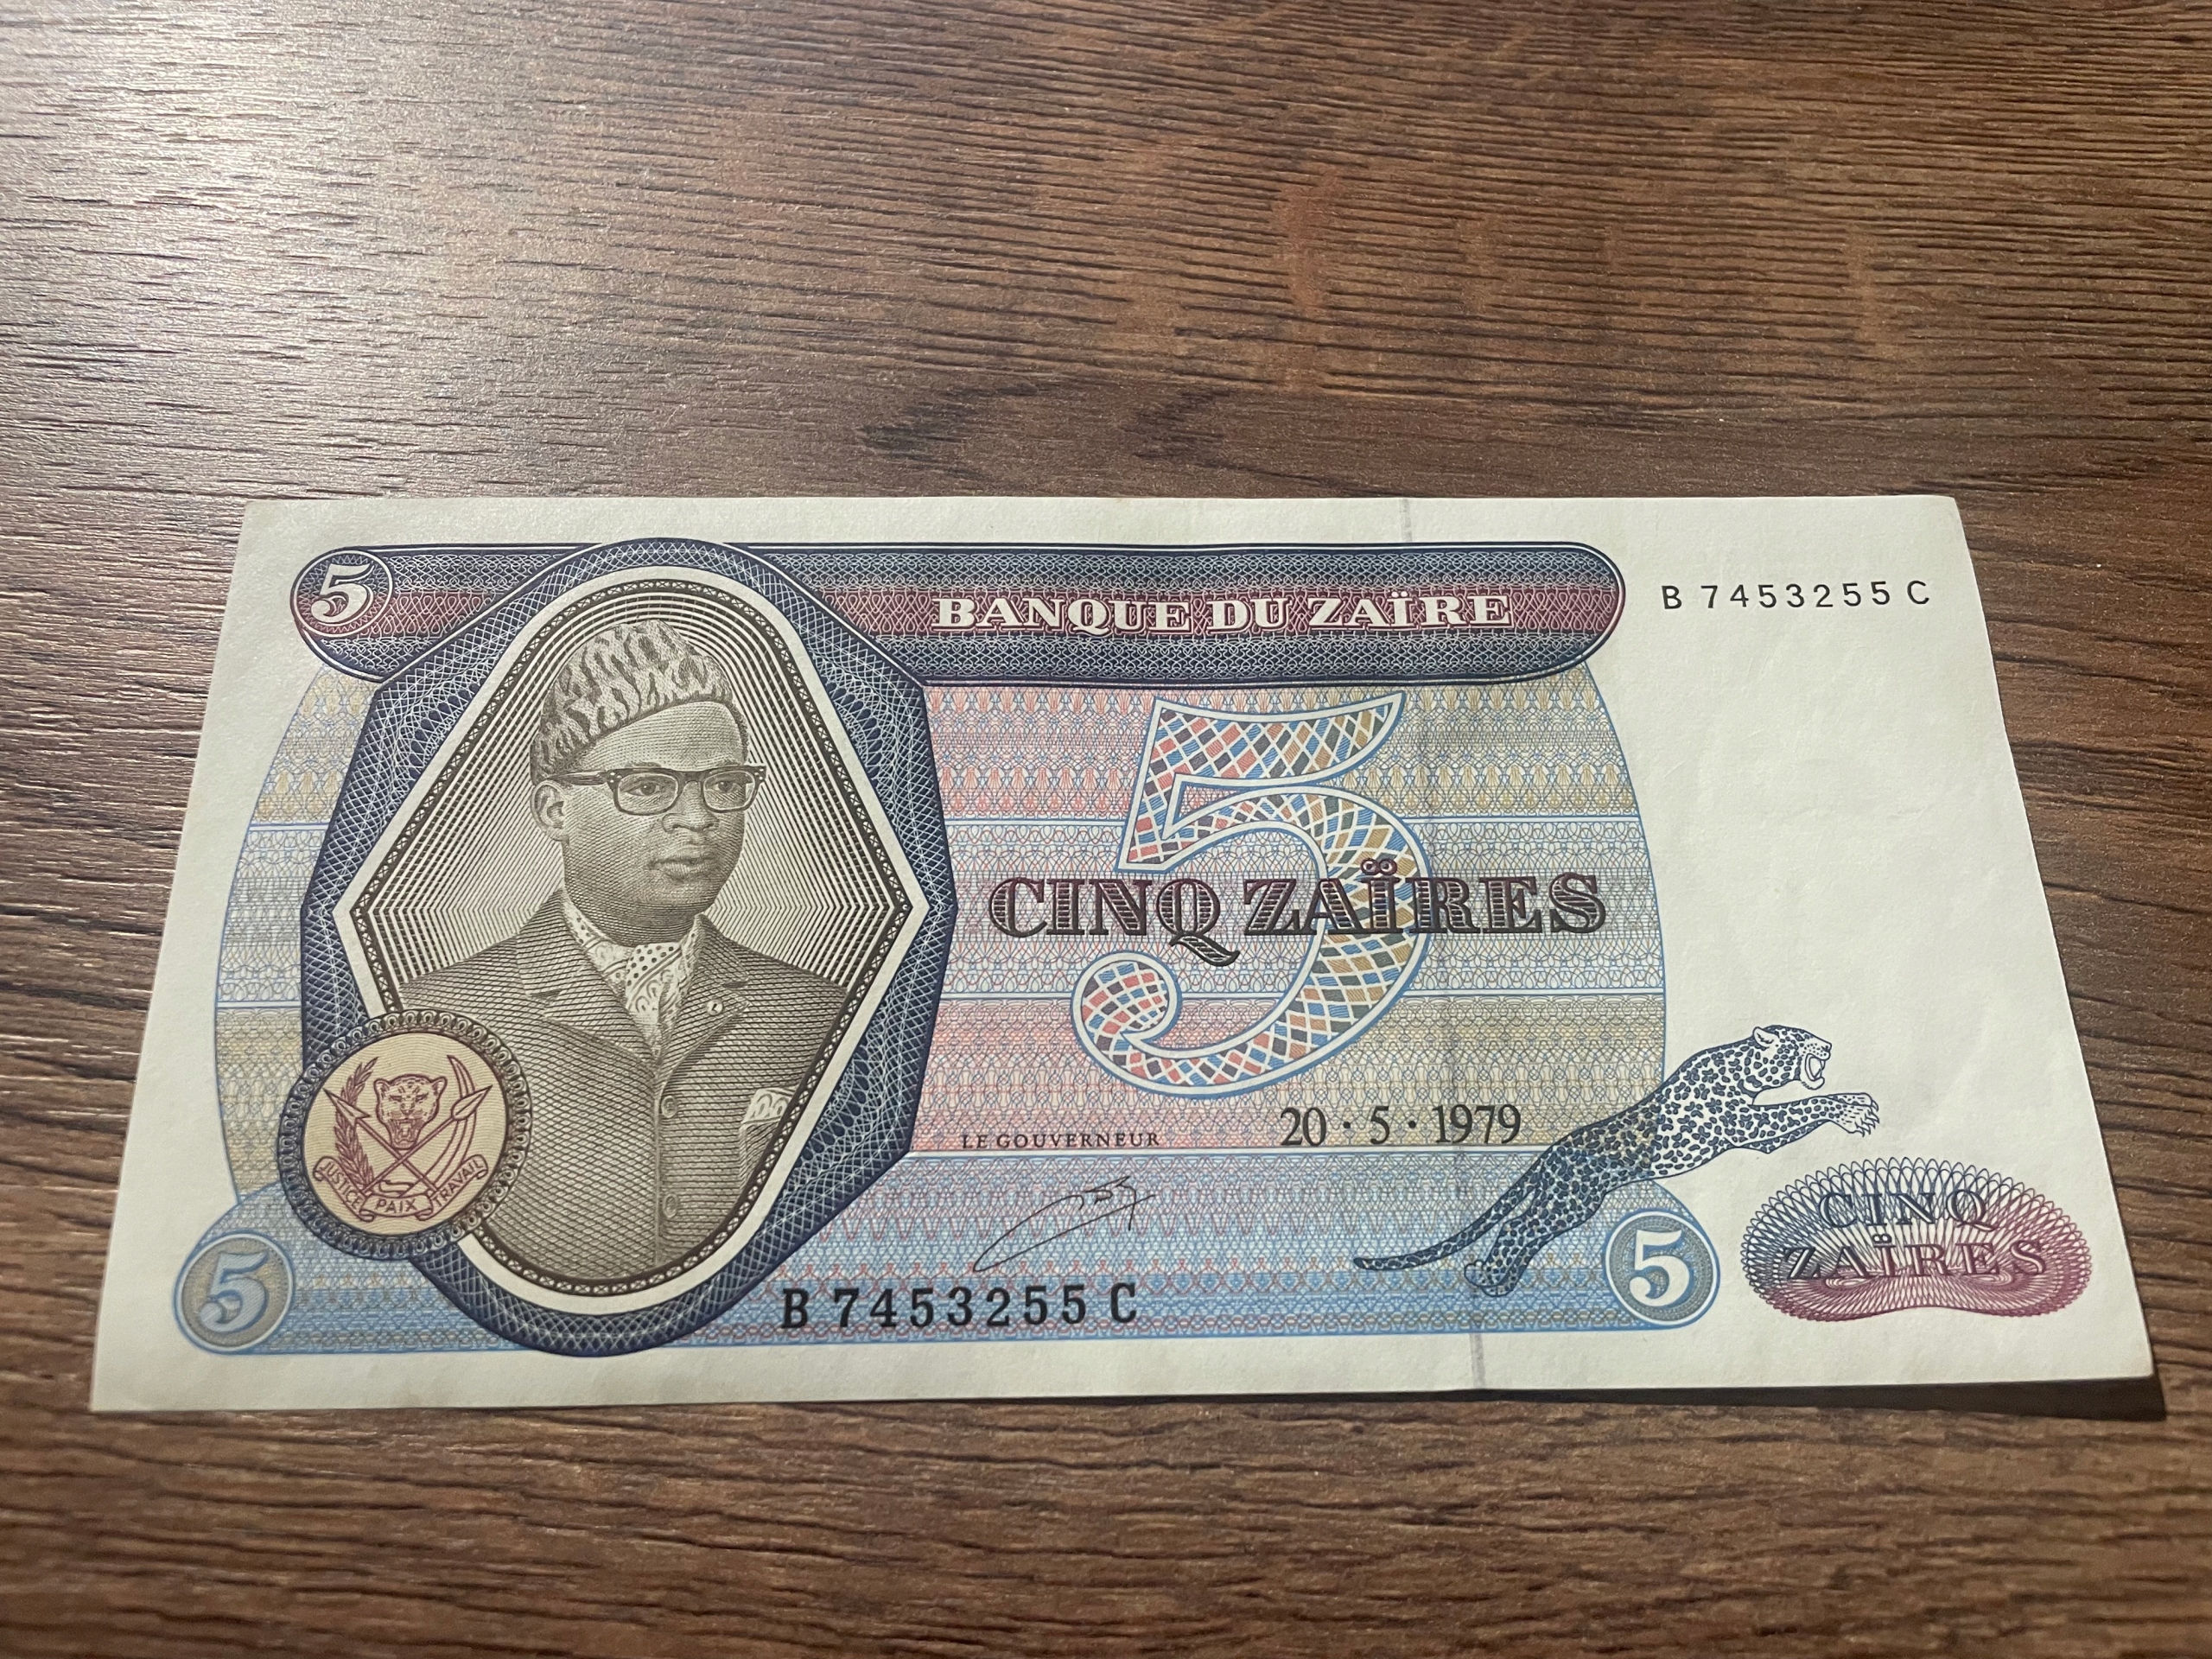 5
BANQUE DU ZAÏRE
B 7453255 C
5
CINQ ZAÏRES
LE GOUVERNEUR
20·5·1979
JUSTICE PAIX TRAVAIL
5
B 7453255 C
5
CINQ
ZAÏRES